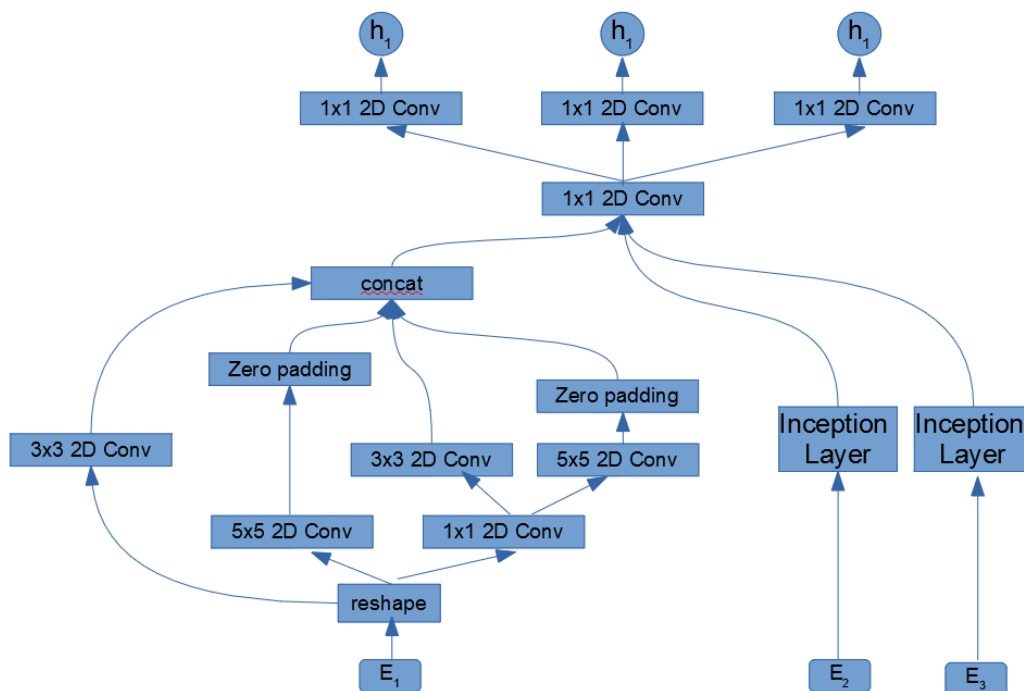 h₁ h₁ h₁
1x1 2D Conv 1x1 2D Conv 1x1 2D Conv
1x1 2D Conv
concat
Zero padding
Zero padding
3x3 2D Conv
3x3 2D Conv
5x5 2D Conv
Inception
Layer
Inception
Layer
5x5 2D Conv
1x1 2D Conv
reshape
E₁
E₂
E₃